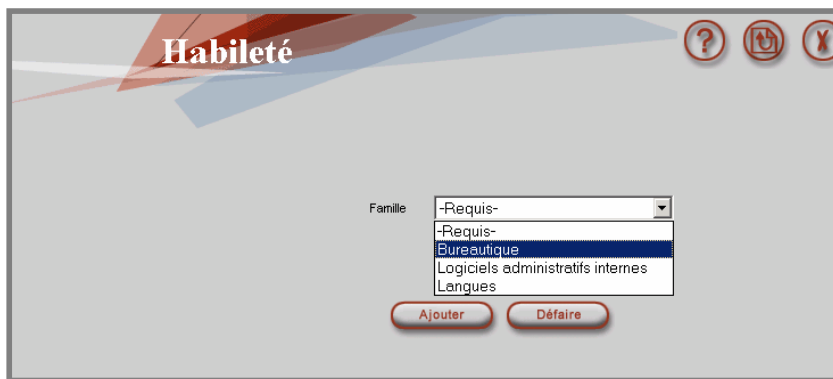 Habileté
?
X
Famille
-Requis-
-Requis-
Bureautique
Logiciels administratifs internes
Langues
Ajouter
Défaire